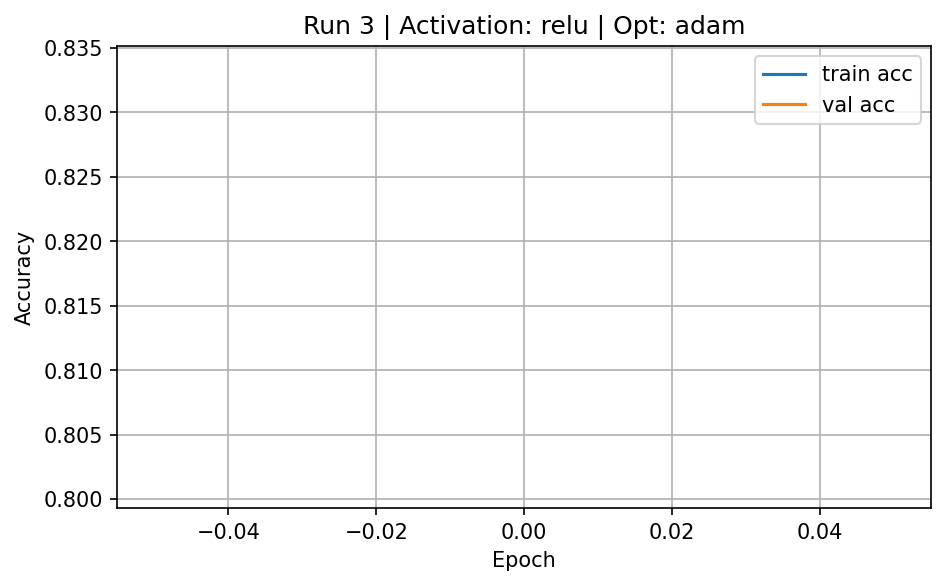 Run 3 | Activation: relu | Opt: adam
train acc
val acc
Accuracy
0.835
0.830
0.825
0.820
0.815
0.810
0.805
0.800
−0.04 −0.02 0.00 0.02 0.04
Epoch